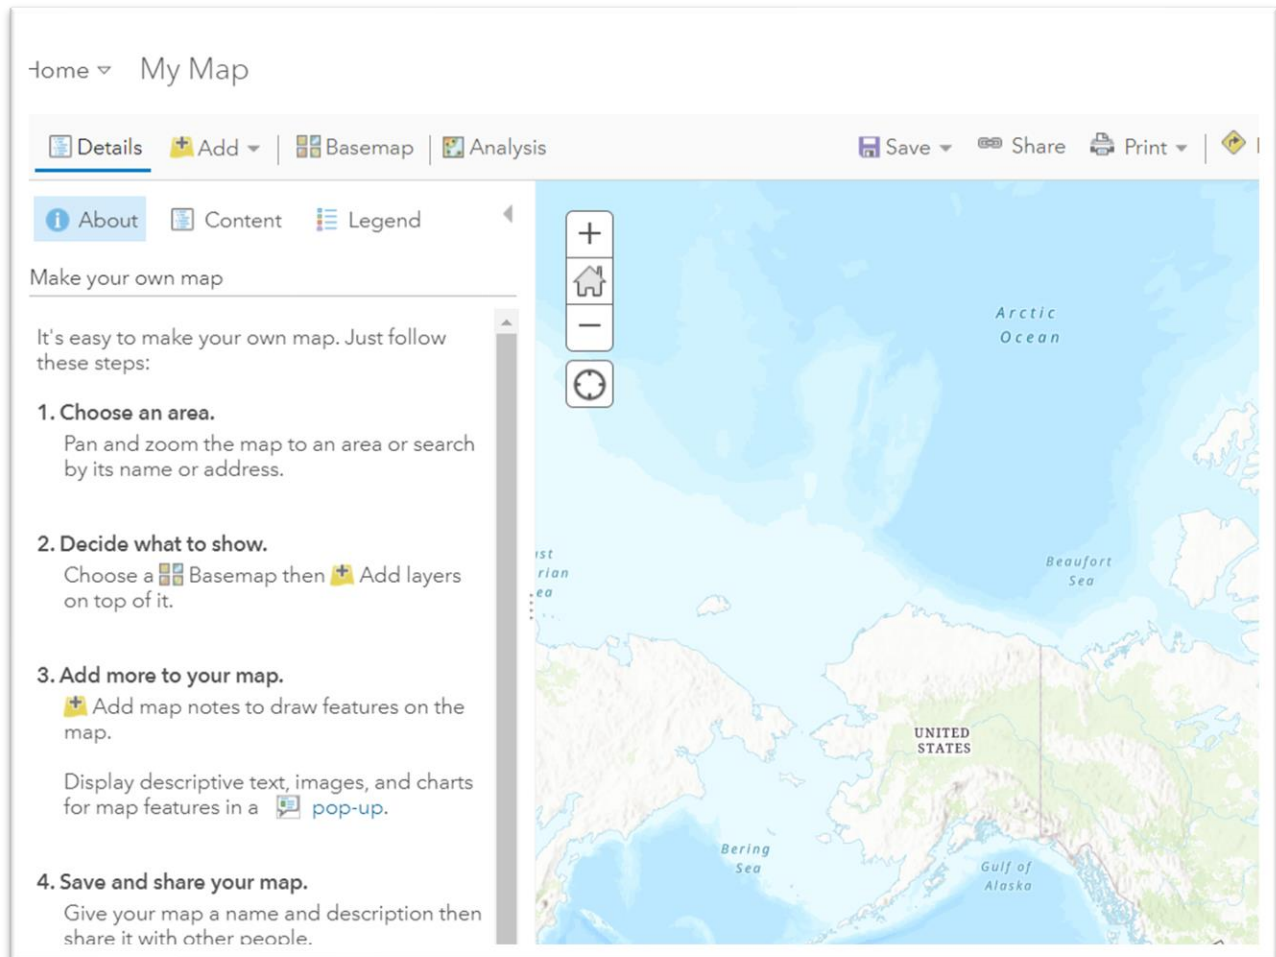 Home My Map
Details Add Basemap Analysis Save Share Print
About Content Legend
Make your own map
It's easy to make your own map. Just follow
these steps:
1. Choose an area.
Pan and zoom the map to an area or search
by its name or address.
2. Decide what to show.
Choose a Basemap then Add layers
on top of it.
3. Add more to your map.
Add map notes to draw features on the
map.
Display descriptive text, images, and charts
for map features in a pop-up.
4. Save and share your map.
Give your map a name and description then
share it with other people.
Arctic
Ocean
Beaufort
Sea
UNITED
STATES
Bering
Sea
Gulf of
Alaska